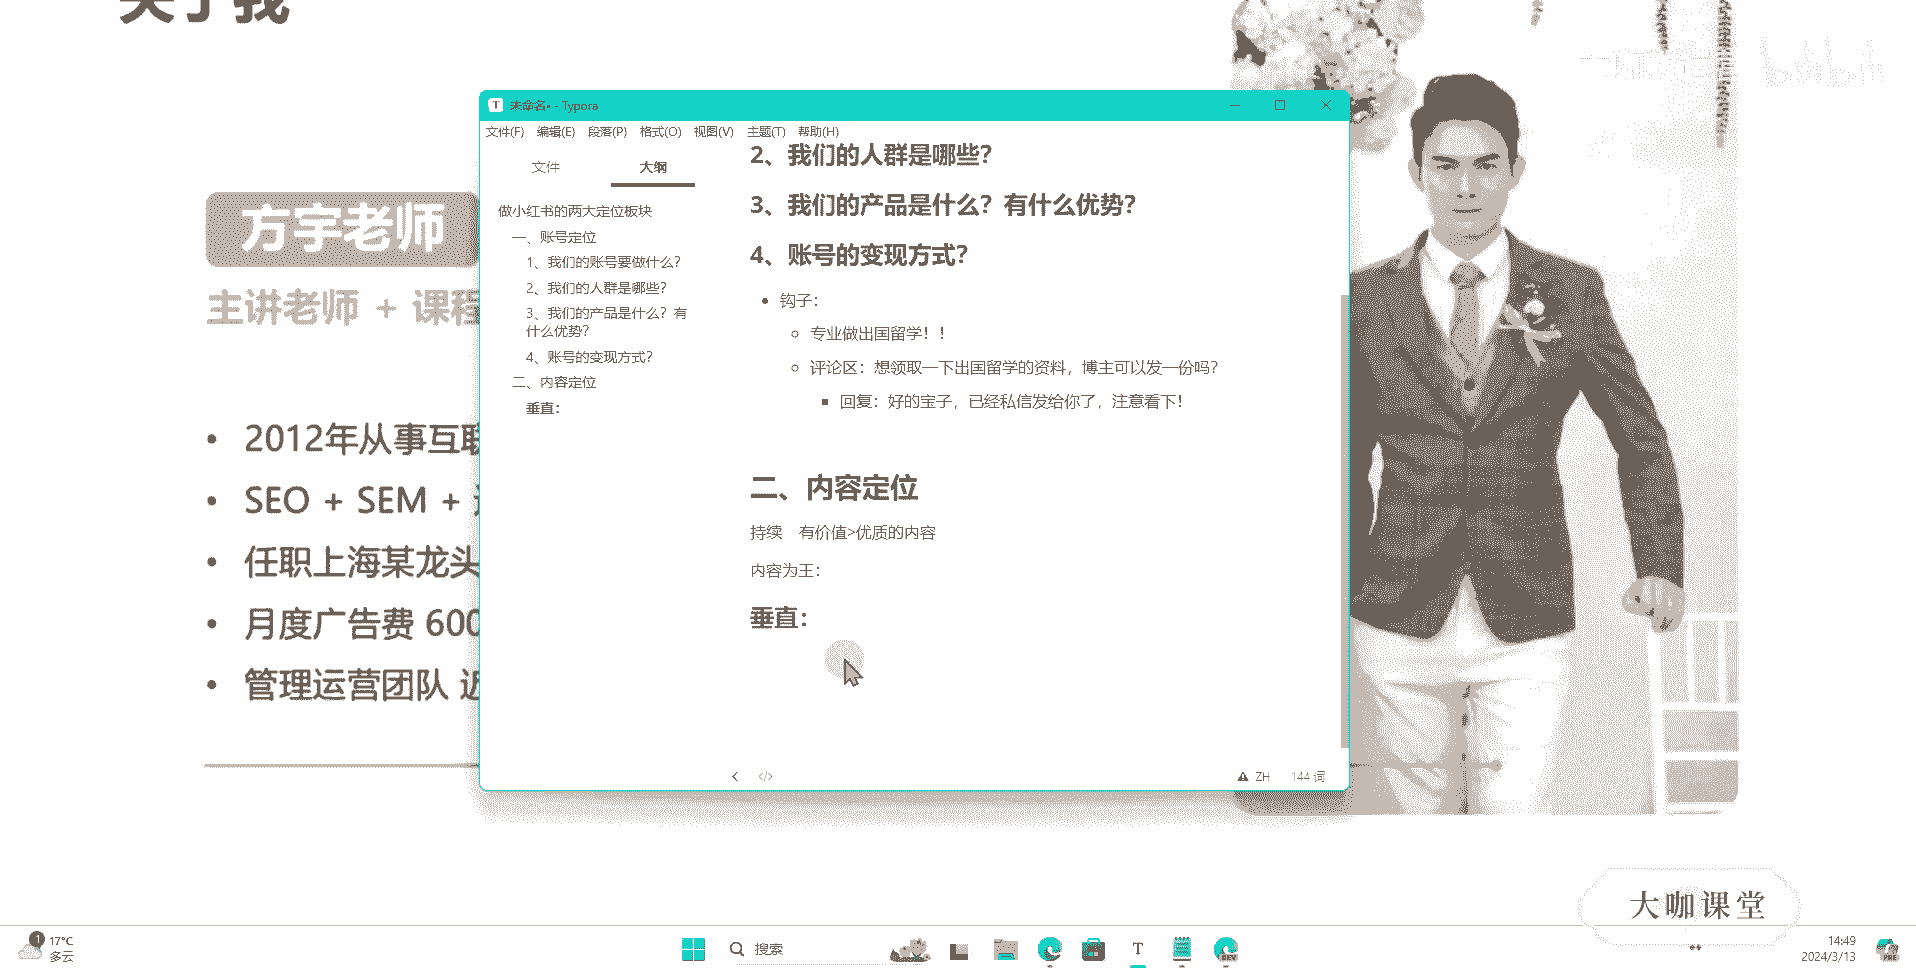 关于我
bilibili
方宇老师
主讲老师 + 课程
2012年从事互联
SEO + SEM +
任职上海某龙头
月度广告费 600
管理运营团队 近
未命名• - Typora
文件(F) 编辑(E) 段落(P) 格式(O) 视图(V) 主题(T) 帮助(H)
文件 大纲
做小红书的两大定位板块
一、账号定位
1、我们的账号要做什么？
2、我们的人群是哪些？
3、我们的产品是什么？有
什么优势？
4、账号的变现方式？
二、内容定位
垂直：
2、我们的人群是哪些？
3、我们的产品是什么？有什么优势？
4、账号的变现方式？
钩子：
专业做出国留学！！
评论区：想领取一下出国留学的资料，博主可以发一份吗？
回复：好的宝子，已经私信发给你了，注意看下！
二、内容定位
持续 有价值>优质的内容
内容为王：
垂直：
ZH 144 词
大咖课堂
1
17°C
多云
搜索
T
DEV
14:49
2024/3/13
PRE